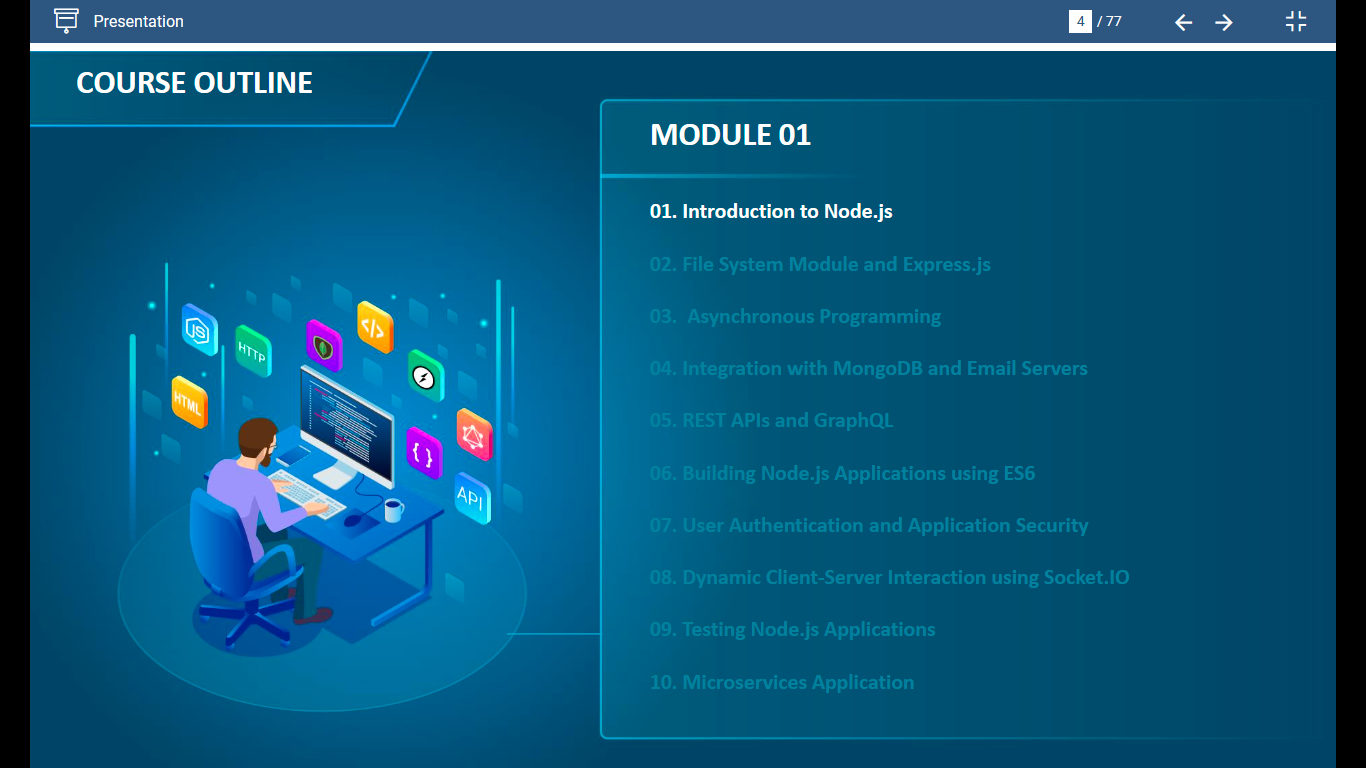 Presentation
4 / 77
COURSE OUTLINE
MODULE 01
01. Introduction to Node.js
02. File System Module and Express.js
03. Asynchronous Programming
04. Integration with MongoDB and Email Servers
05. REST APIs and GraphQL
06. Building Node.js Applications using ES6
07. User Authentication and Application Security
08. Dynamic Client-Server Interaction using Socket.IO
09. Testing Node.js Applications
10. Microservices Application
JS
HTTP
</>
HTML
{ }
API